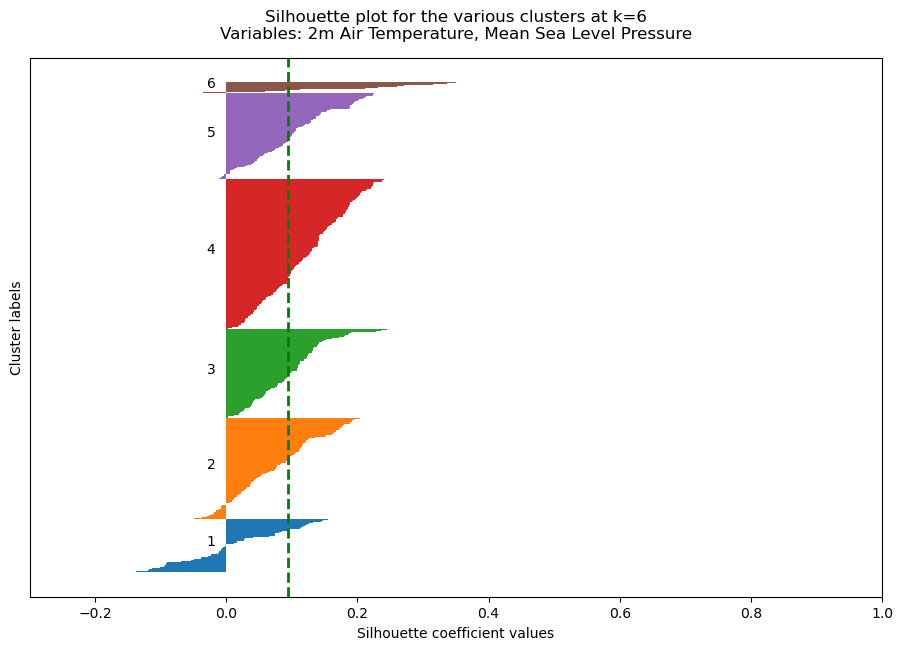 Silhouette plot for the various clusters at k=6
Variables: 2m Air Temperature, Mean Sea Level Pressure
6
5
4
3
2
1
Cluster labels
−0.2 0.0 0.2 0.4 0.6 0.8 1.0
Silhouette coefficient values